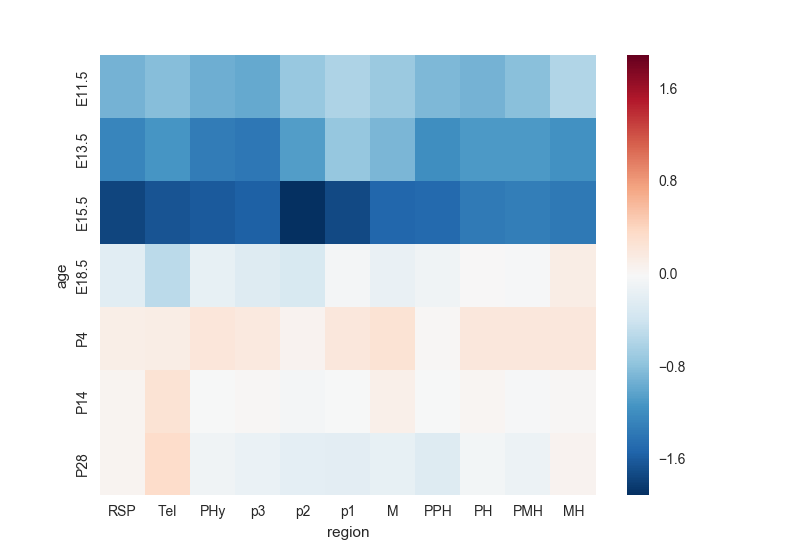 E11.5
E13.5
E15.5
E18.5
P4
P14
P28
age
RSP Tel PHy p3 p2 p1 M PPH PH PMH MH
region
1.6
0.8
0.0
−0.8
−1.6